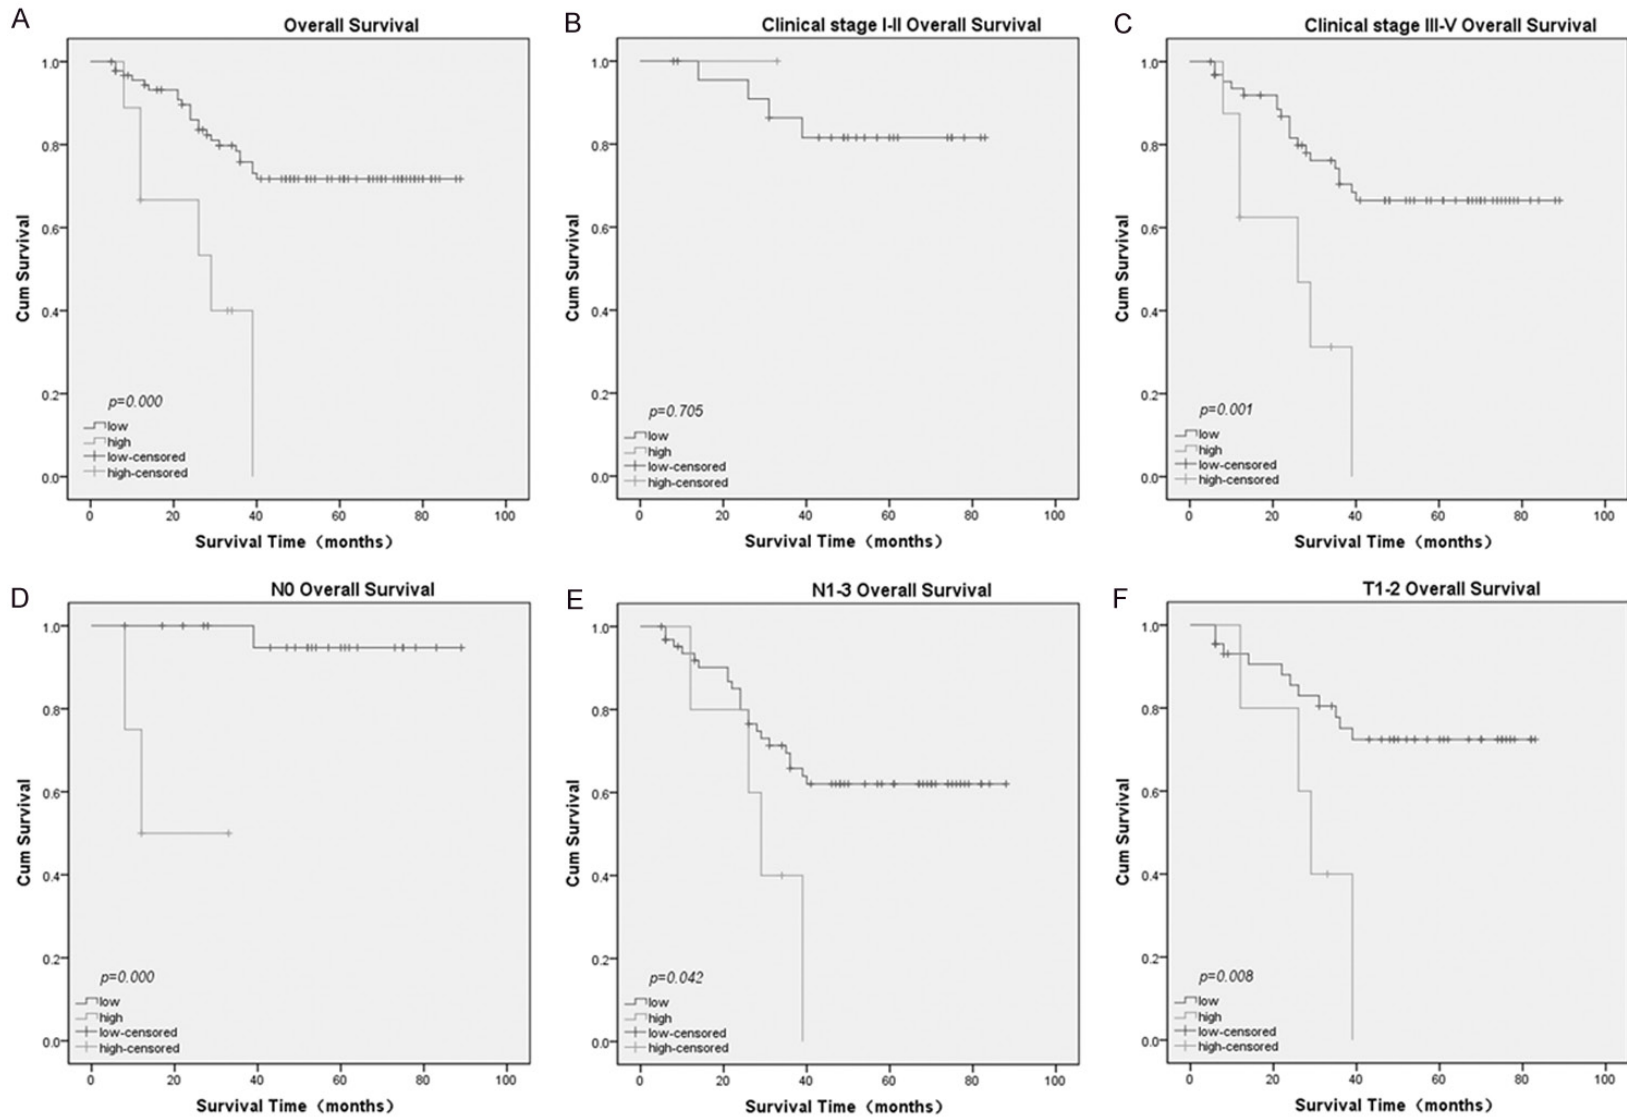 A
Overall Survival
Cum Survival
1.0
0.8
0.6
0.4
0.2
0.0
p=0.000
low
high
low-censored
high-censored
0 20 40 60 80 100
Survival Time (months)
B
Clinical stage I-II Overall Survival
Cum Survival
1.0
0.8
0.6
0.4
0.2
0.0
p=0.705
low
high
low-censored
high-censored
0 20 40 60 80 100
Survival Time (months)
C
Clinical stage III-V Overall Survival
Cum Survival
1.0
0.8
0.6
0.4
0.2
0.0
p=0.001
low
high
low-censored
high-censored
0 20 40 60 80 100
Survival Time (months)
D
N0 Overall Survival
Cum Survival
1.0
0.8
0.6
0.4
0.2
0.0
p=0.000
low
high
low-censored
high-censored
0 20 40 60 80 100
Survival Time (months)
E
N1-3 Overall Survival
Cum Survival
1.0
0.8
0.6
0.4
0.2
0.0
p=0.042
low
high
low-censored
high-censored
0 20 40 60 80 100
Survival Time (months)
F
T1-2 Overall Survival
Cum Survival
1.0
0.8
0.6
0.4
0.2
0.0
p=0.008
low
high
low-censored
high-censored
0 20 40 60 80 100
Survival Time (months)